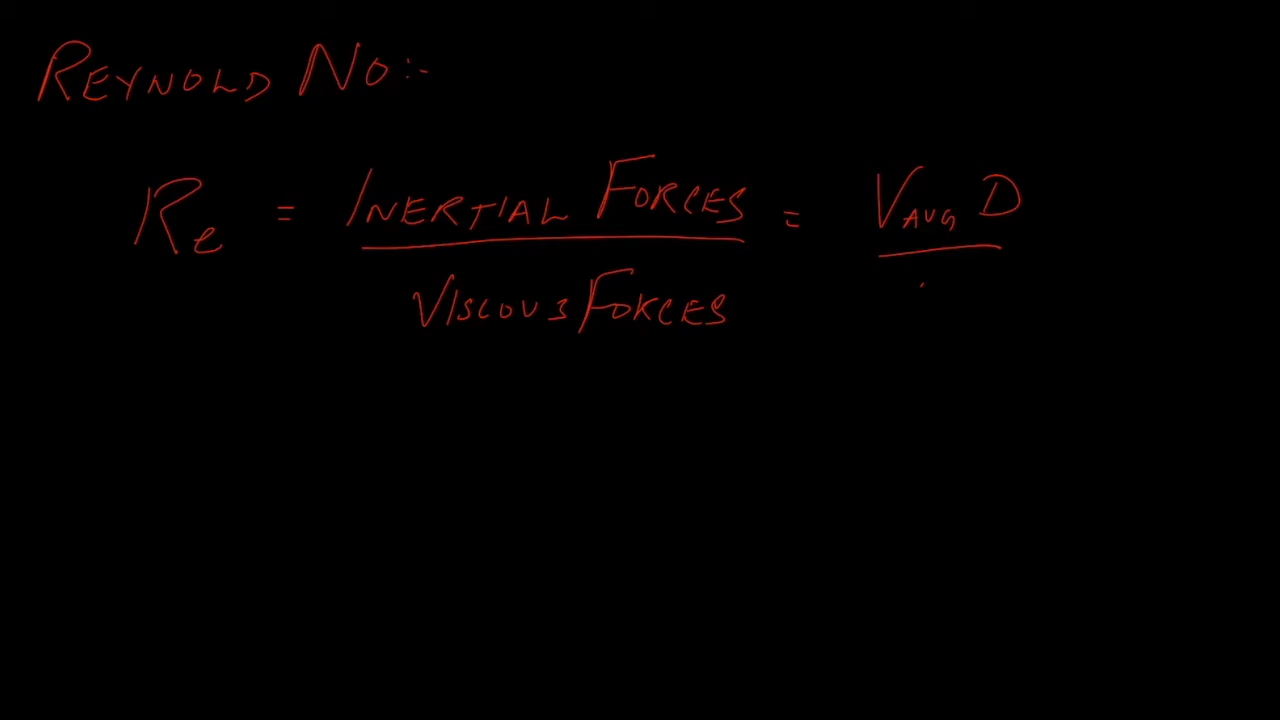 REYNOLD NO:-
Re = INERTIAL FORCES / VISCOUS FORCES = VAVG D /